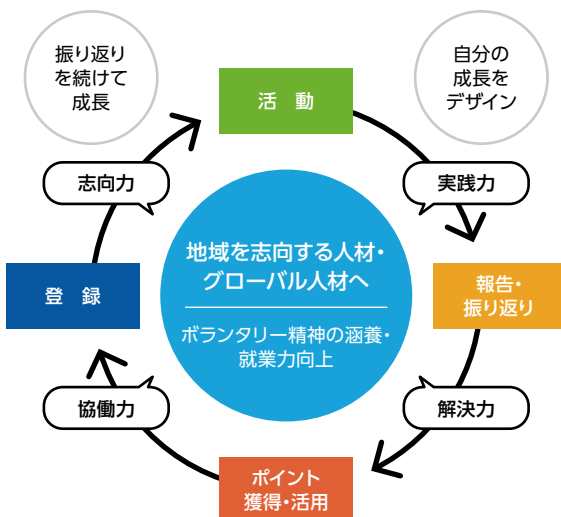 振り返り
を続けて
成長
自分の
成長を
デザイン
活　動
志向力
実践力
地域を志向する人材・
グローバル人材へ
ボランタリー精神の涵養・
就業力向上
登　録
報告・
振り返り
協働力
解決力
ポイント
獲得・活用